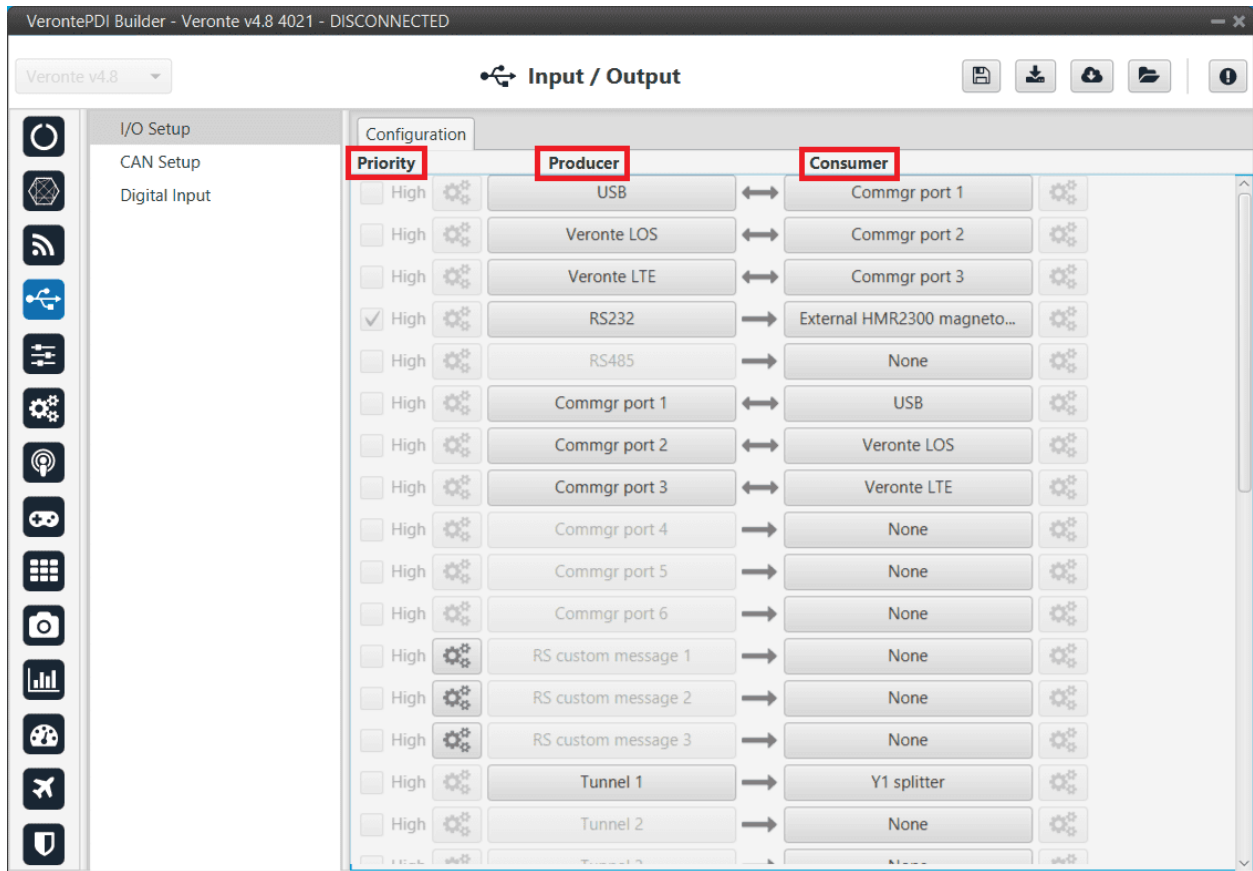 VerontePDI Builder - Veronte v4.8 4021 - DISCONNECTED
Veronte v4.8
Input / Output
I/O Setup
CAN Setup
Digital Input
Configuration
Priority Producer Consumer
High USB Commgr port 1
High Veronte LOS Commgr port 2
High Veronte LTE Commgr port 3
High RS232 External HMR2300 magneto...
High RS485 None
High Commgr port 1 USB
High Commgr port 2 Veronte LOS
High Commgr port 3 Veronte LTE
High Commgr port 4 None
High Commgr port 5 None
High Commgr port 6 None
High RS custom message 1 None
High RS custom message 2 None
High RS custom message 3 None
High Tunnel 1 Y1 splitter
High Tunnel 2 None
High Tunnel 3 None